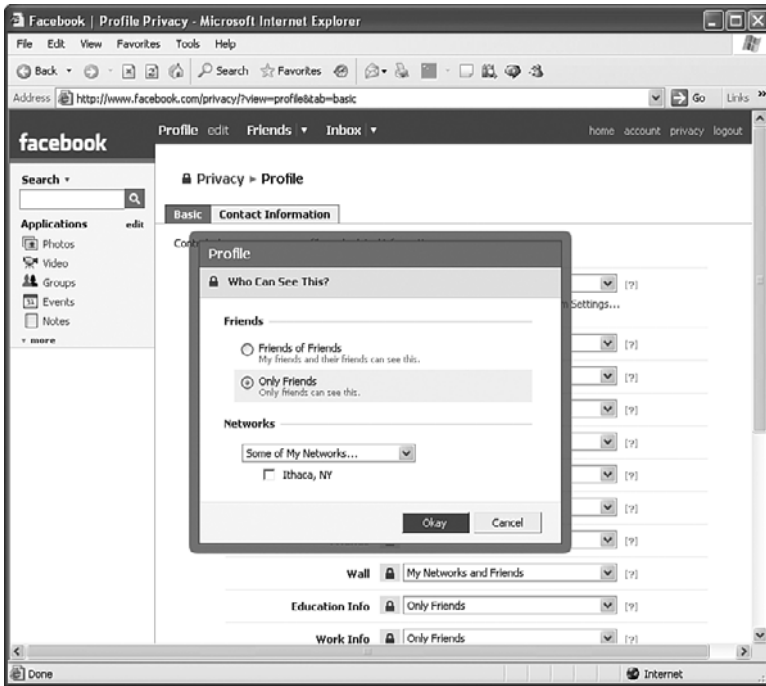 Facebook | Profile Privacy - Microsoft Internet Explorer
File Edit View Favorites Tools Help
Back Search Favorites
Address http://www.facebook.com/privacy/?view=profile&tab=basic Go Links »
facebook
Profile edit Friends Inbox home account privacy logout
Search
Privacy ► Profile
Basic Contact Information
Applications edit
Photos
Video
Groups
31 Events
Notes
more
Profile
Who Can See This?
[?]
Settings...
Friends
Friends of Friends
My friends and their friends can see this.
[?]
Only Friends
Only friends can see this.
[?]
[?]
Networks
[?]
Some of My Networks...
Ithaca, NY
[?]
[?]
Okay Cancel
[?]
Wall My Networks and Friends [?]
Education Info Only Friends [?]
Work Info Only Friends [?]
Done Internet